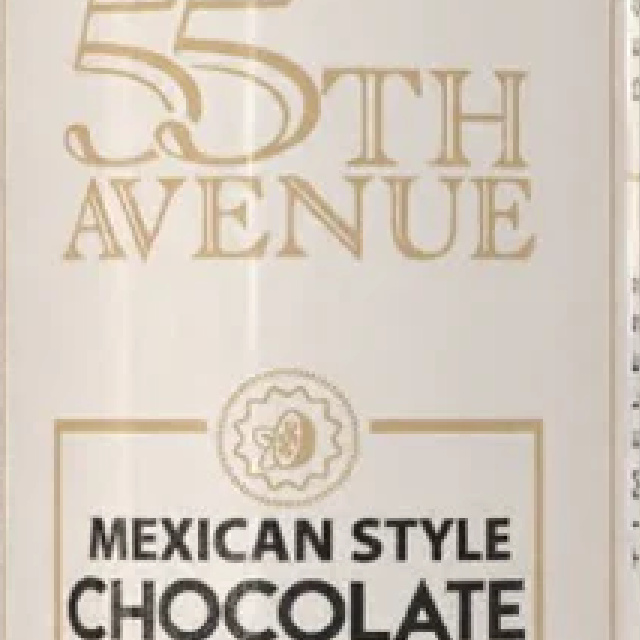 55TH
AVENUE
MEXICAN STYLE
CHOCOLATE